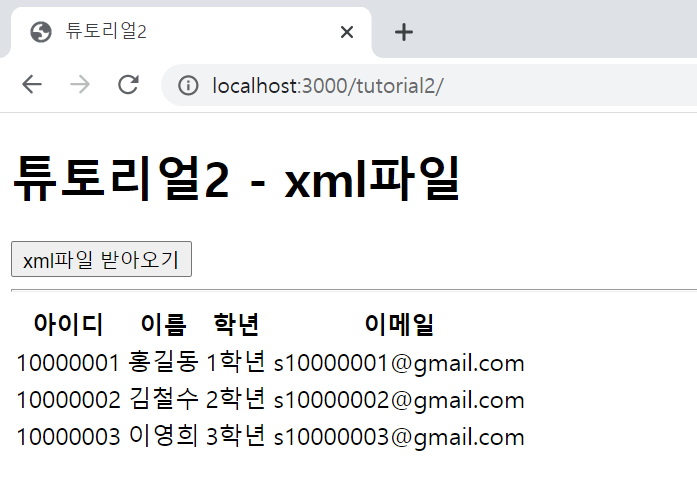 튜토리얼2
localhost:3000/tutorial2/
튜토리얼2 - xml파일
xml파일 받아오기
아이디 이름 학년 이메일
10000001 홍길동 1학년 s10000001@gmail.com
10000002 김철수 2학년 s10000002@gmail.com
10000003 이영희 3학년 s10000003@gmail.com